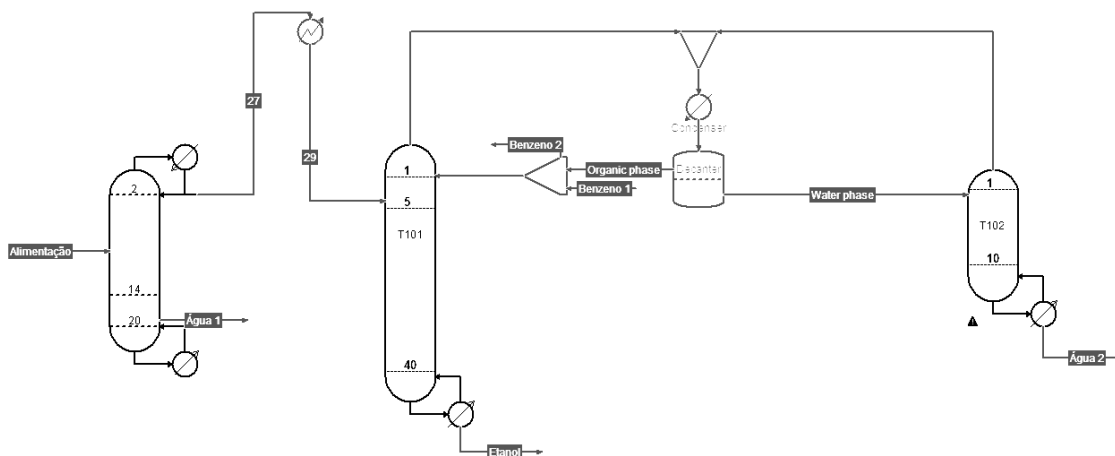 27
29
2
Alimentação
14
20
Água 1
1
5
T101
40
Etanol
Benzeno 2
Organic phase
Benzeno 1
Condenser
Decanter
Water phase
1
T102
10
Água 2